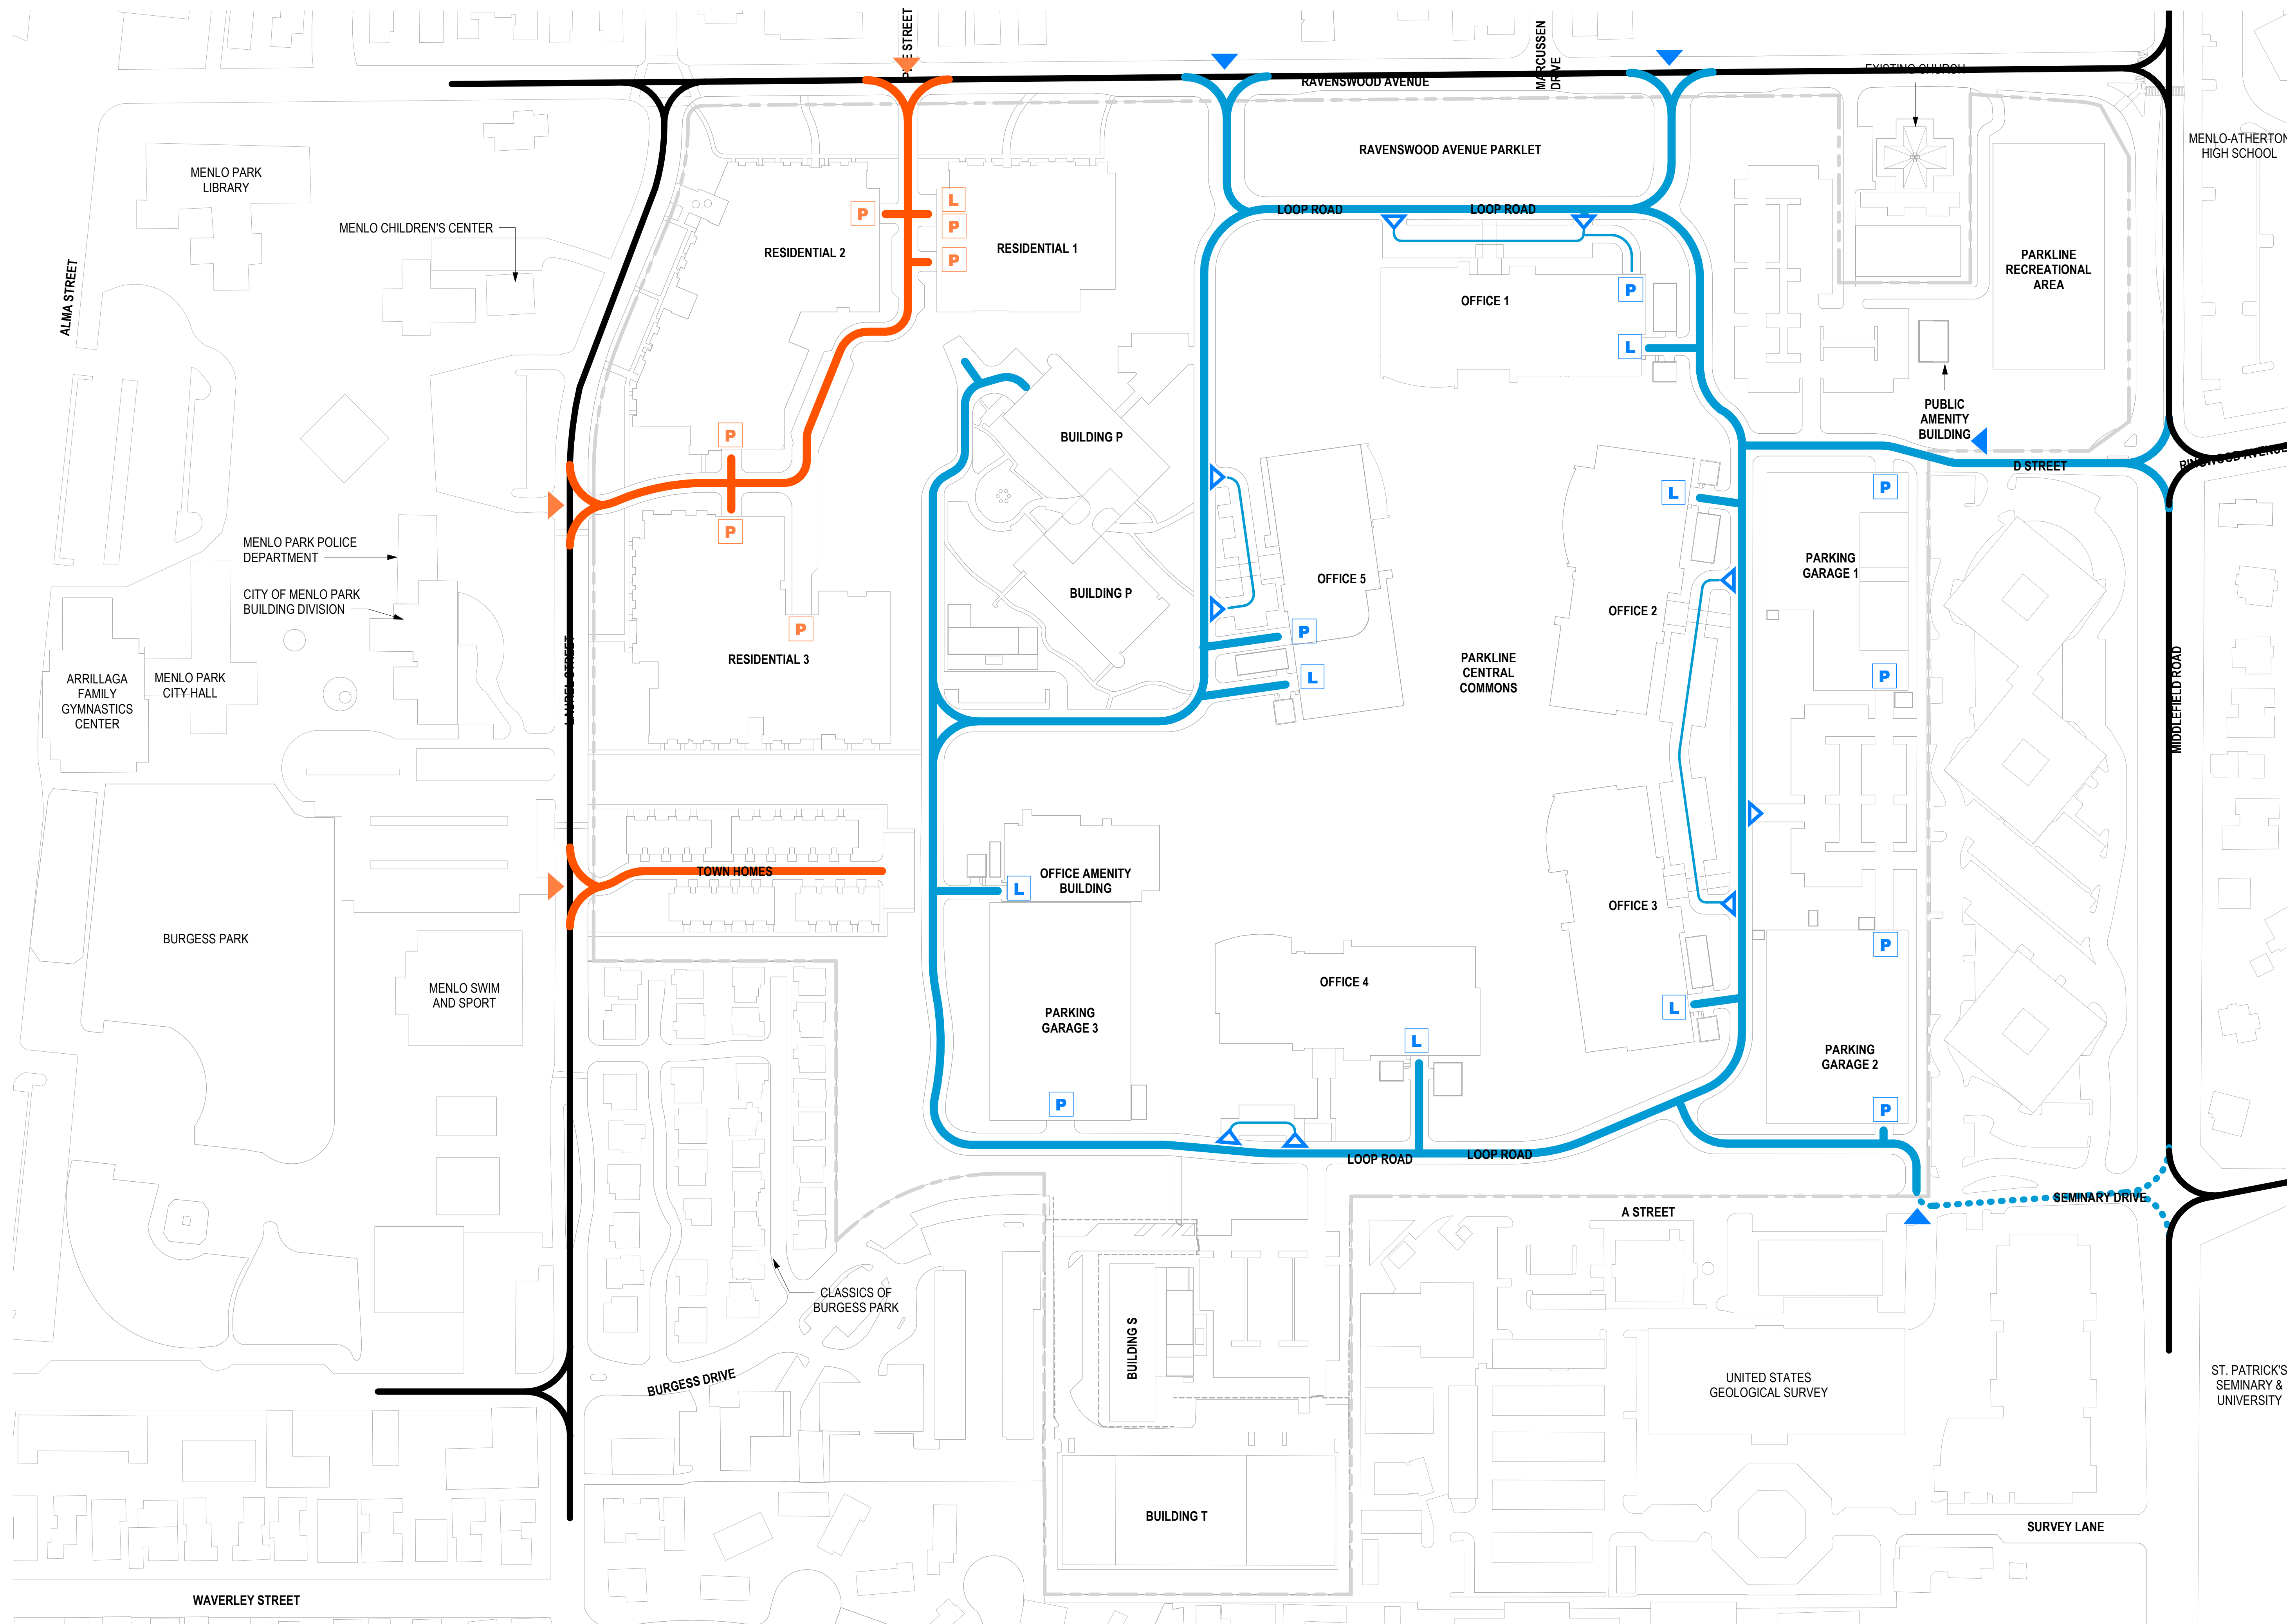 STREET
MARCUSSEN
DRIVE
RAVENSWOOD AVENUE
EXISTING CHURCH
MENLO-ATHERTON
HIGH SCHOOL
RAVENSWOOD AVENUE PARKLET
MENLO PARK
LIBRARY
MENLO CHILDREN'S CENTER
ALMA STREET
P
L
P
P
RESIDENTIAL 2
RESIDENTIAL 1
LOOP ROAD
LOOP ROAD
OFFICE 1
P
L
PARKLINE
RECREATIONAL
AREA
PUBLIC
AMENITY
BUILDING
D STREET
RINGWOOD AVENUE
BUILDING P
P
P
P
RESIDENTIAL 3
BUILDING P
MENLO PARK POLICE
DEPARTMENT
CITY OF MENLO PARK
BUILDING DIVISION
ARRILLAGA
FAMILY
GYMNASTICS
CENTER
MENLO PARK
CITY HALL
LAUREL STREET
OFFICE 5
P
L
PARKLINE
CENTRAL
COMMONS
L
OFFICE 2
P
PARKING
GARAGE 1
P
MIDDLEFIELD ROAD
TOWN HOMES
OFFICE AMENITY
BUILDING
L
OFFICE 3
L
P
PARKING
GARAGE 2
P
BURGESS PARK
MENLO SWIM
AND SPORT
PARKING
GARAGE 3
P
OFFICE 4
L
LOOP ROAD
LOOP ROAD
SEMINARY DRIVE
A STREET
CLASSICS OF
BURGESS PARK
BURGESS DRIVE
BUILDING S
UNITED STATES
GEOLOGICAL SURVEY
ST. PATRICK'S
SEMINARY &
UNIVERSITY
BUILDING T
SURVEY LANE
WAVERLEY STREET